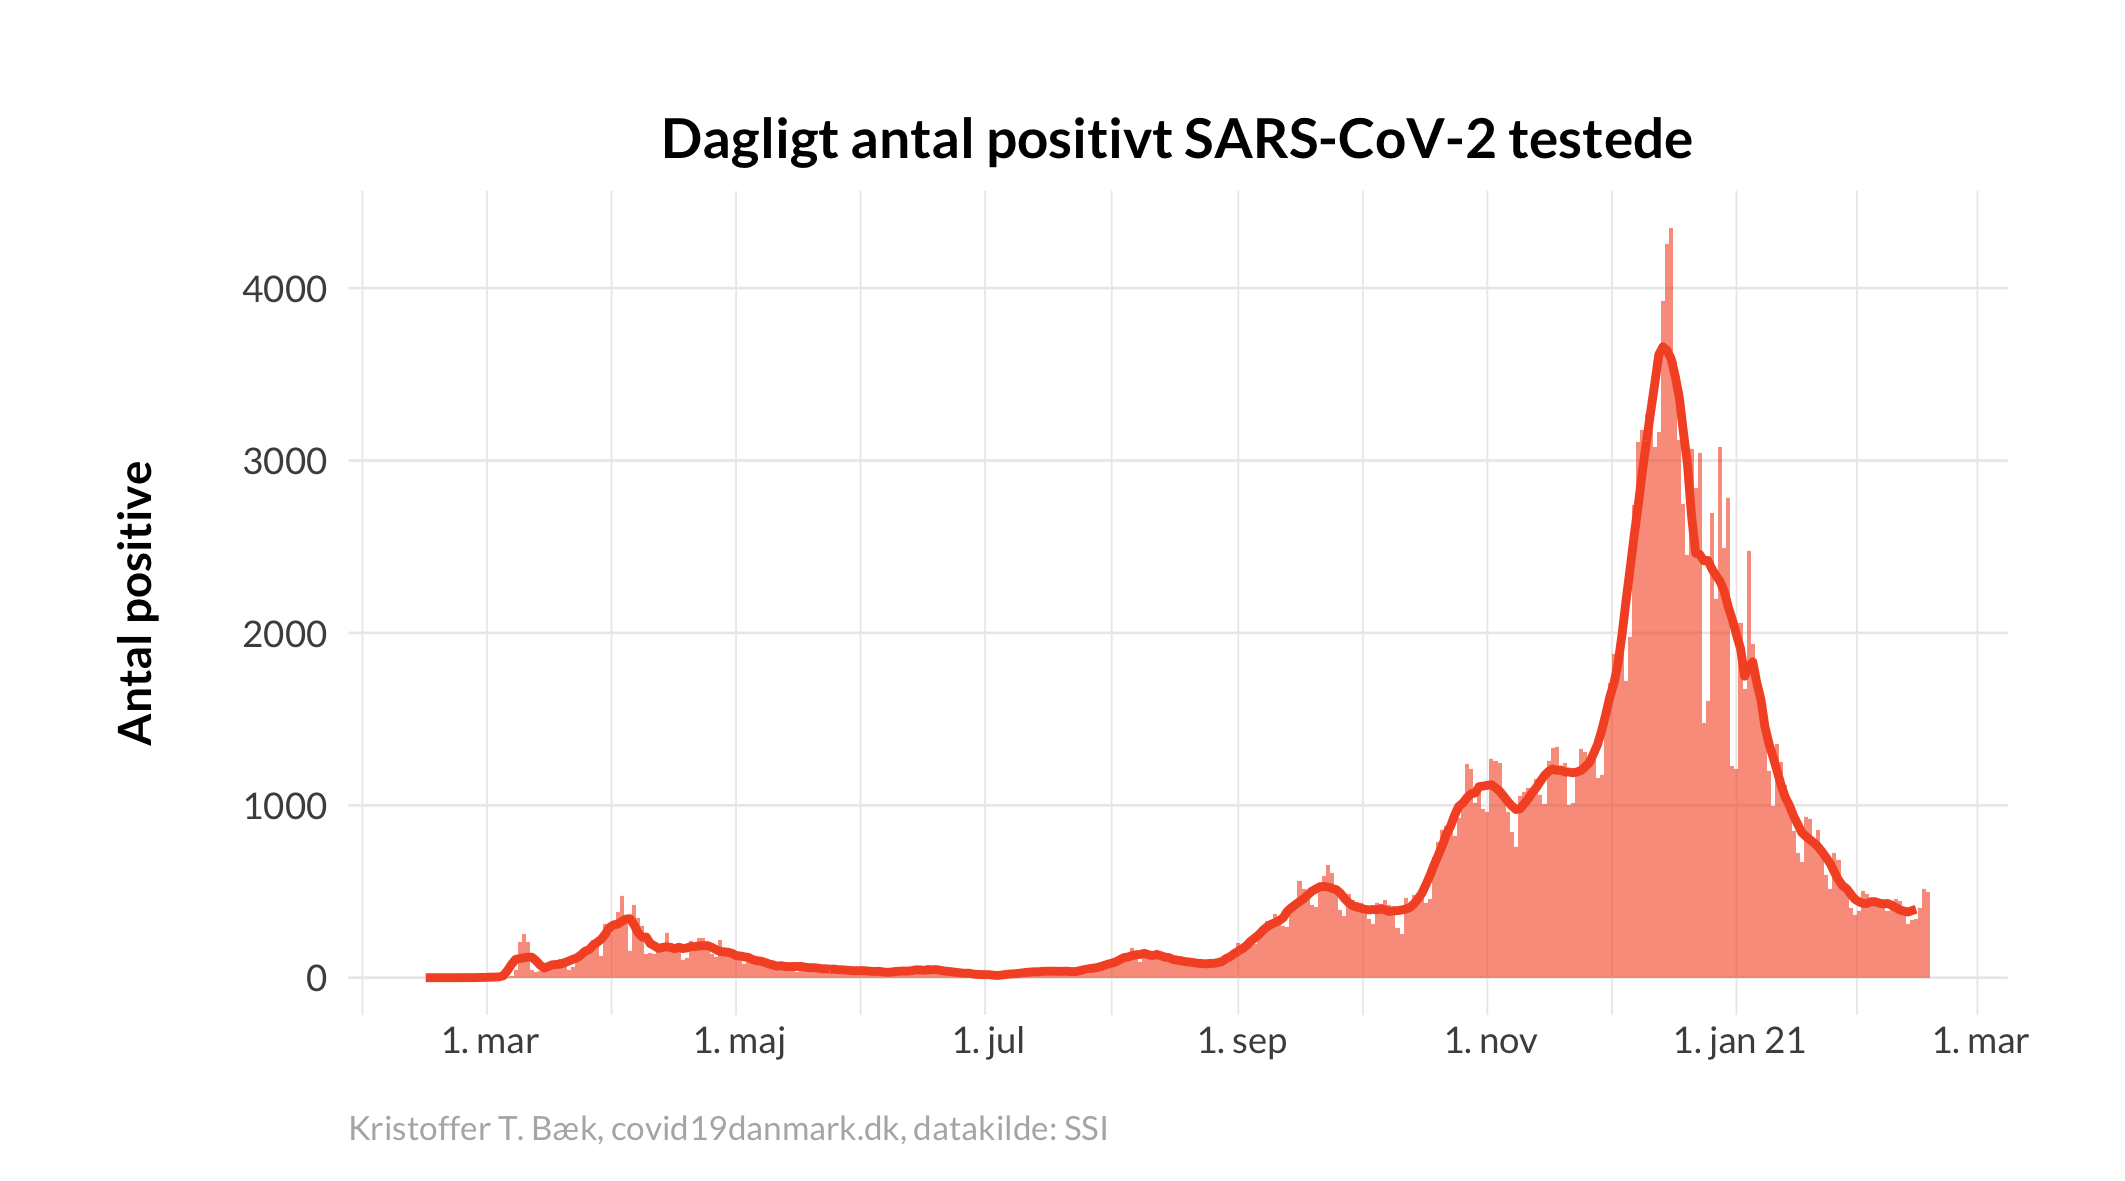 Dagligt antal positivt SARS-CoV-2 testede
Antal positive
4000
3000
2000
1000
0
1. mar
1. maj
1. jul
1. sep
1. nov
1. jan 21
1. mar
Kristoffer T. Bæk, covid19danmark.dk, datakilde: SSI